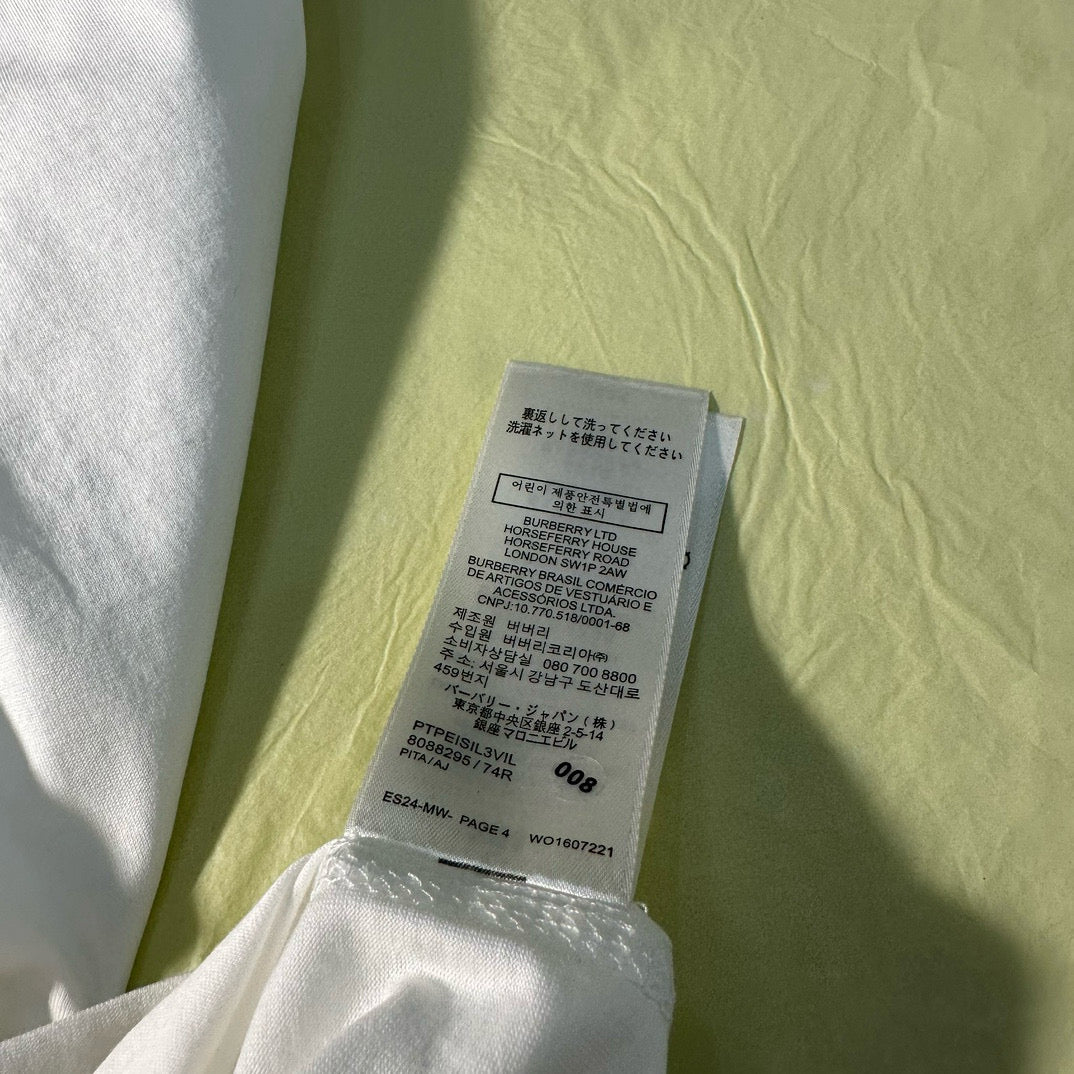 裏返しして洗ってください
洗濯ネットを使用してください
어린이 제품안전특별법에
의한 표시
BURBERRY LTD
HORSEFERRY HOUSE
HORSEFERRY ROAD
LONDON SW1P 2AW
BURBERRY BRASIL COMÉRCIO
DE ARTIGOS DE VESTUÁRIO E
ACESSÓRIOS LTDA.
CNPJ:10.770.518/0001-68
제조원 버버리
수입원 버버리코리아㈜
소비자상담실 080 700 8800
주 소: 서울시 강남구 도산대로
459번지
バーバリー・ジャパン（株）
東京都中央区銀座 2-5-14
銀座マロニエビル
PTPEISIL3VIL
8088295 / 74R
PITA/AJ
008
ES24-MW- PAGE 4 WO1607221